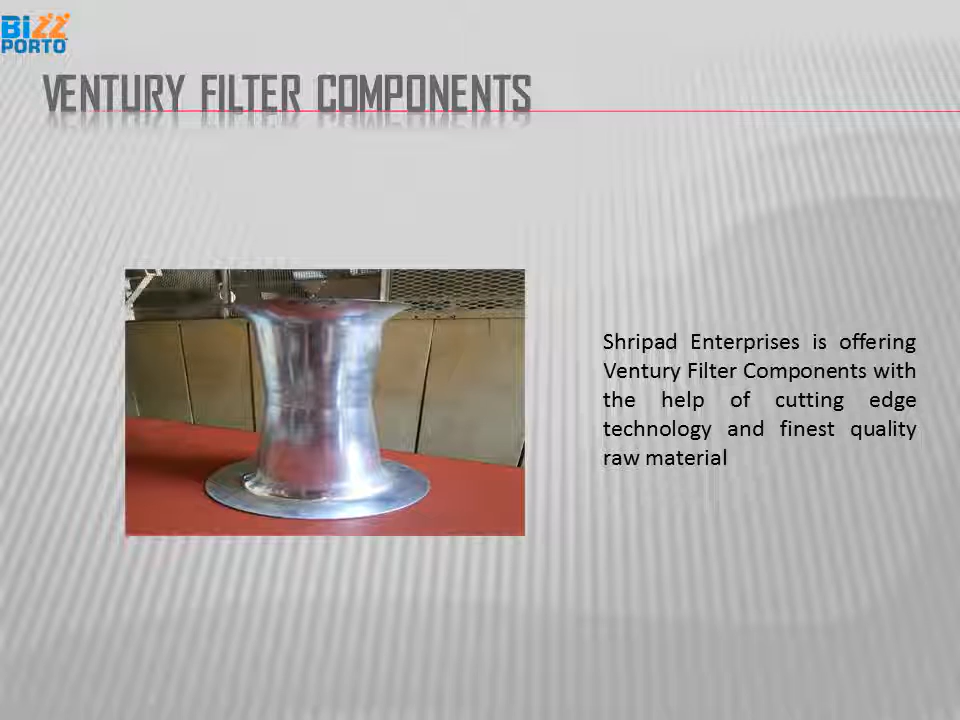 BiZZ
PORTO
VENTURY FILTER COMPONENTS
Shripad Enterprises is offering
Ventury Filter Components with
the help of cutting edge
technology and finest quality
raw material